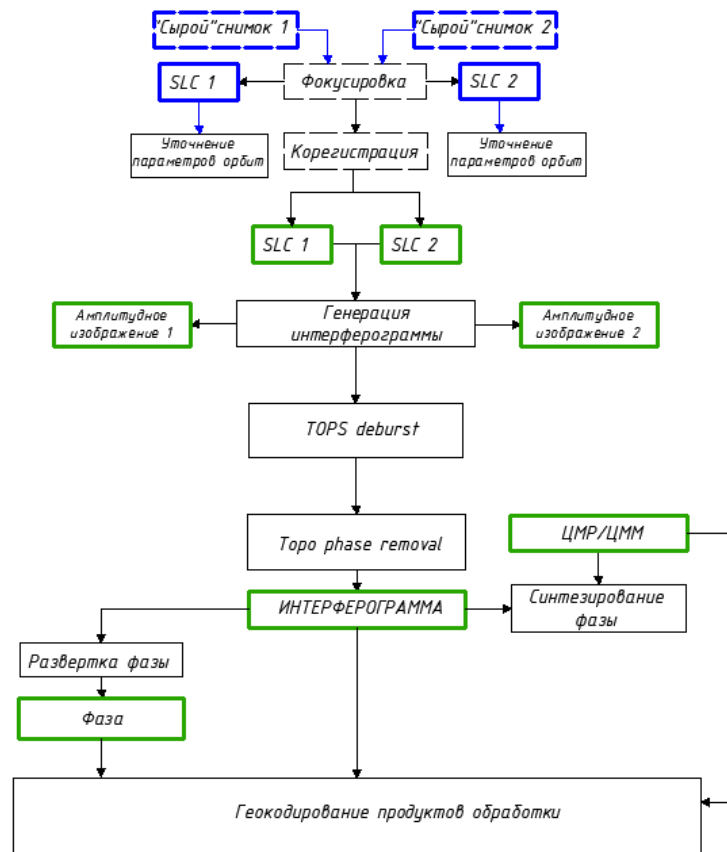 "Сырой"снимок 1
"Сырой"снимок 2
SLC 1
Фокусировка
SLC 2
Уточнение
параметров орбит
Корегистрация
Уточнение
параметров орбит
SLC 1
SLC 2
Амплитудное
изображение 1
Генерация
интерферограммы
Амплитудное
изображение 2
TOPS deburst
Topo phase removal
ЦМР/ЦММ
ИНТЕРФЕРОГРАММА
Синтезирование
фазы
Развертка фазы
Фаза
Геокодирование продуктов обработки